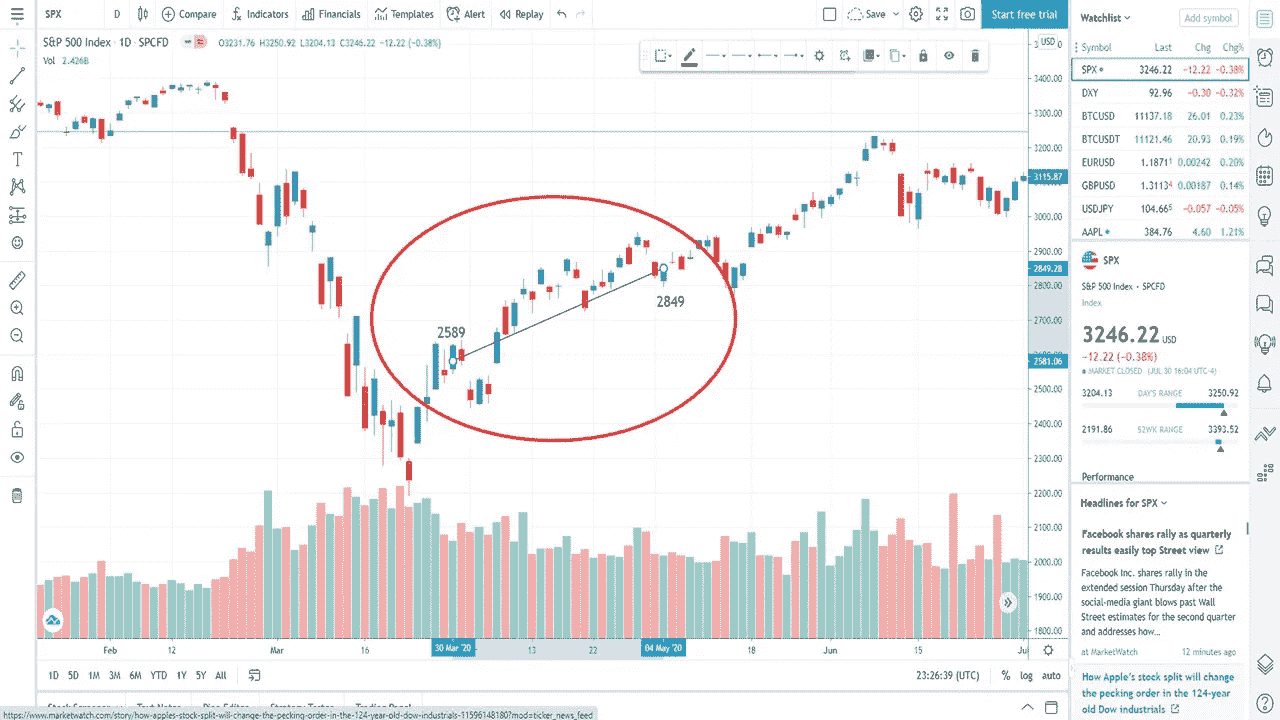 SPX D Compare Indicators Financials Templates Alert Replay Save Start free trial
S&P 500 Index · 1D · SPCFD O3231.76 H3250.92 L3204.13 C3246.22 −12.22 (−0.38%)
Vol 2.426B
USD
3400.00
3300.00
3200.00
3115.87
3000.00
2900.00
2849.28
2800.00
2700.00
2581.06
2500.00
2400.00
2300.00
2200.00
2100.00
2000.00
1900.00
1800.00
2589
2849
Feb 12 Mar 16 30 Mar '20 13 22 04 May '20 18 Jun 15 Jul
1D 5D 1M 3M 6M YTD 1Y 5Y All
23:26:39 (UTC) % log auto
Watchlist Add symbol
Symbol Last Chg Chg%
SPX 3246.22 −12.22 −0.38%
DXY 92.96 −0.30 −0.32%
BTCUSD 11137.18 26.01 0.23%
BTCUSDT 11121.46 20.93 0.19%
EURUSD 1.1871 0.00242 0.20%
GBPUSD 1.3113⁴ 0.00187 0.14%
USDJPY 104.66⁵ −0.057 −0.05%
AAPL 384.76 4.60 1.21%
SPX
S&P 500 Index · SPCFD
Index
3246.22 USD
−12.22 (−0.38%)
MARKET CLOSED (JUL 30 16:04 UTC-4)
3204.13 DAY'S RANGE 3250.92
2191.86 52WK RANGE 3393.52
Performance
Headlines for SPX
Facebook shares rally as quarterly
results easily top Street view
Facebook Inc. shares rally in the
extended session Thursday after the
social-media giant blows past Wall
Street estimates for the second quarter
and addresses how...
at MarketWatch 12 minutes ago
How Apple's stock split will change
the pecking order in the 124-year
old Dow industrials
https://www.marketwatch.com/story/how-apples-stock-split-will-change-the-pecking-order-in-the-124-year-old-dow-industrials-11596148180?mod=ticker_news_feed